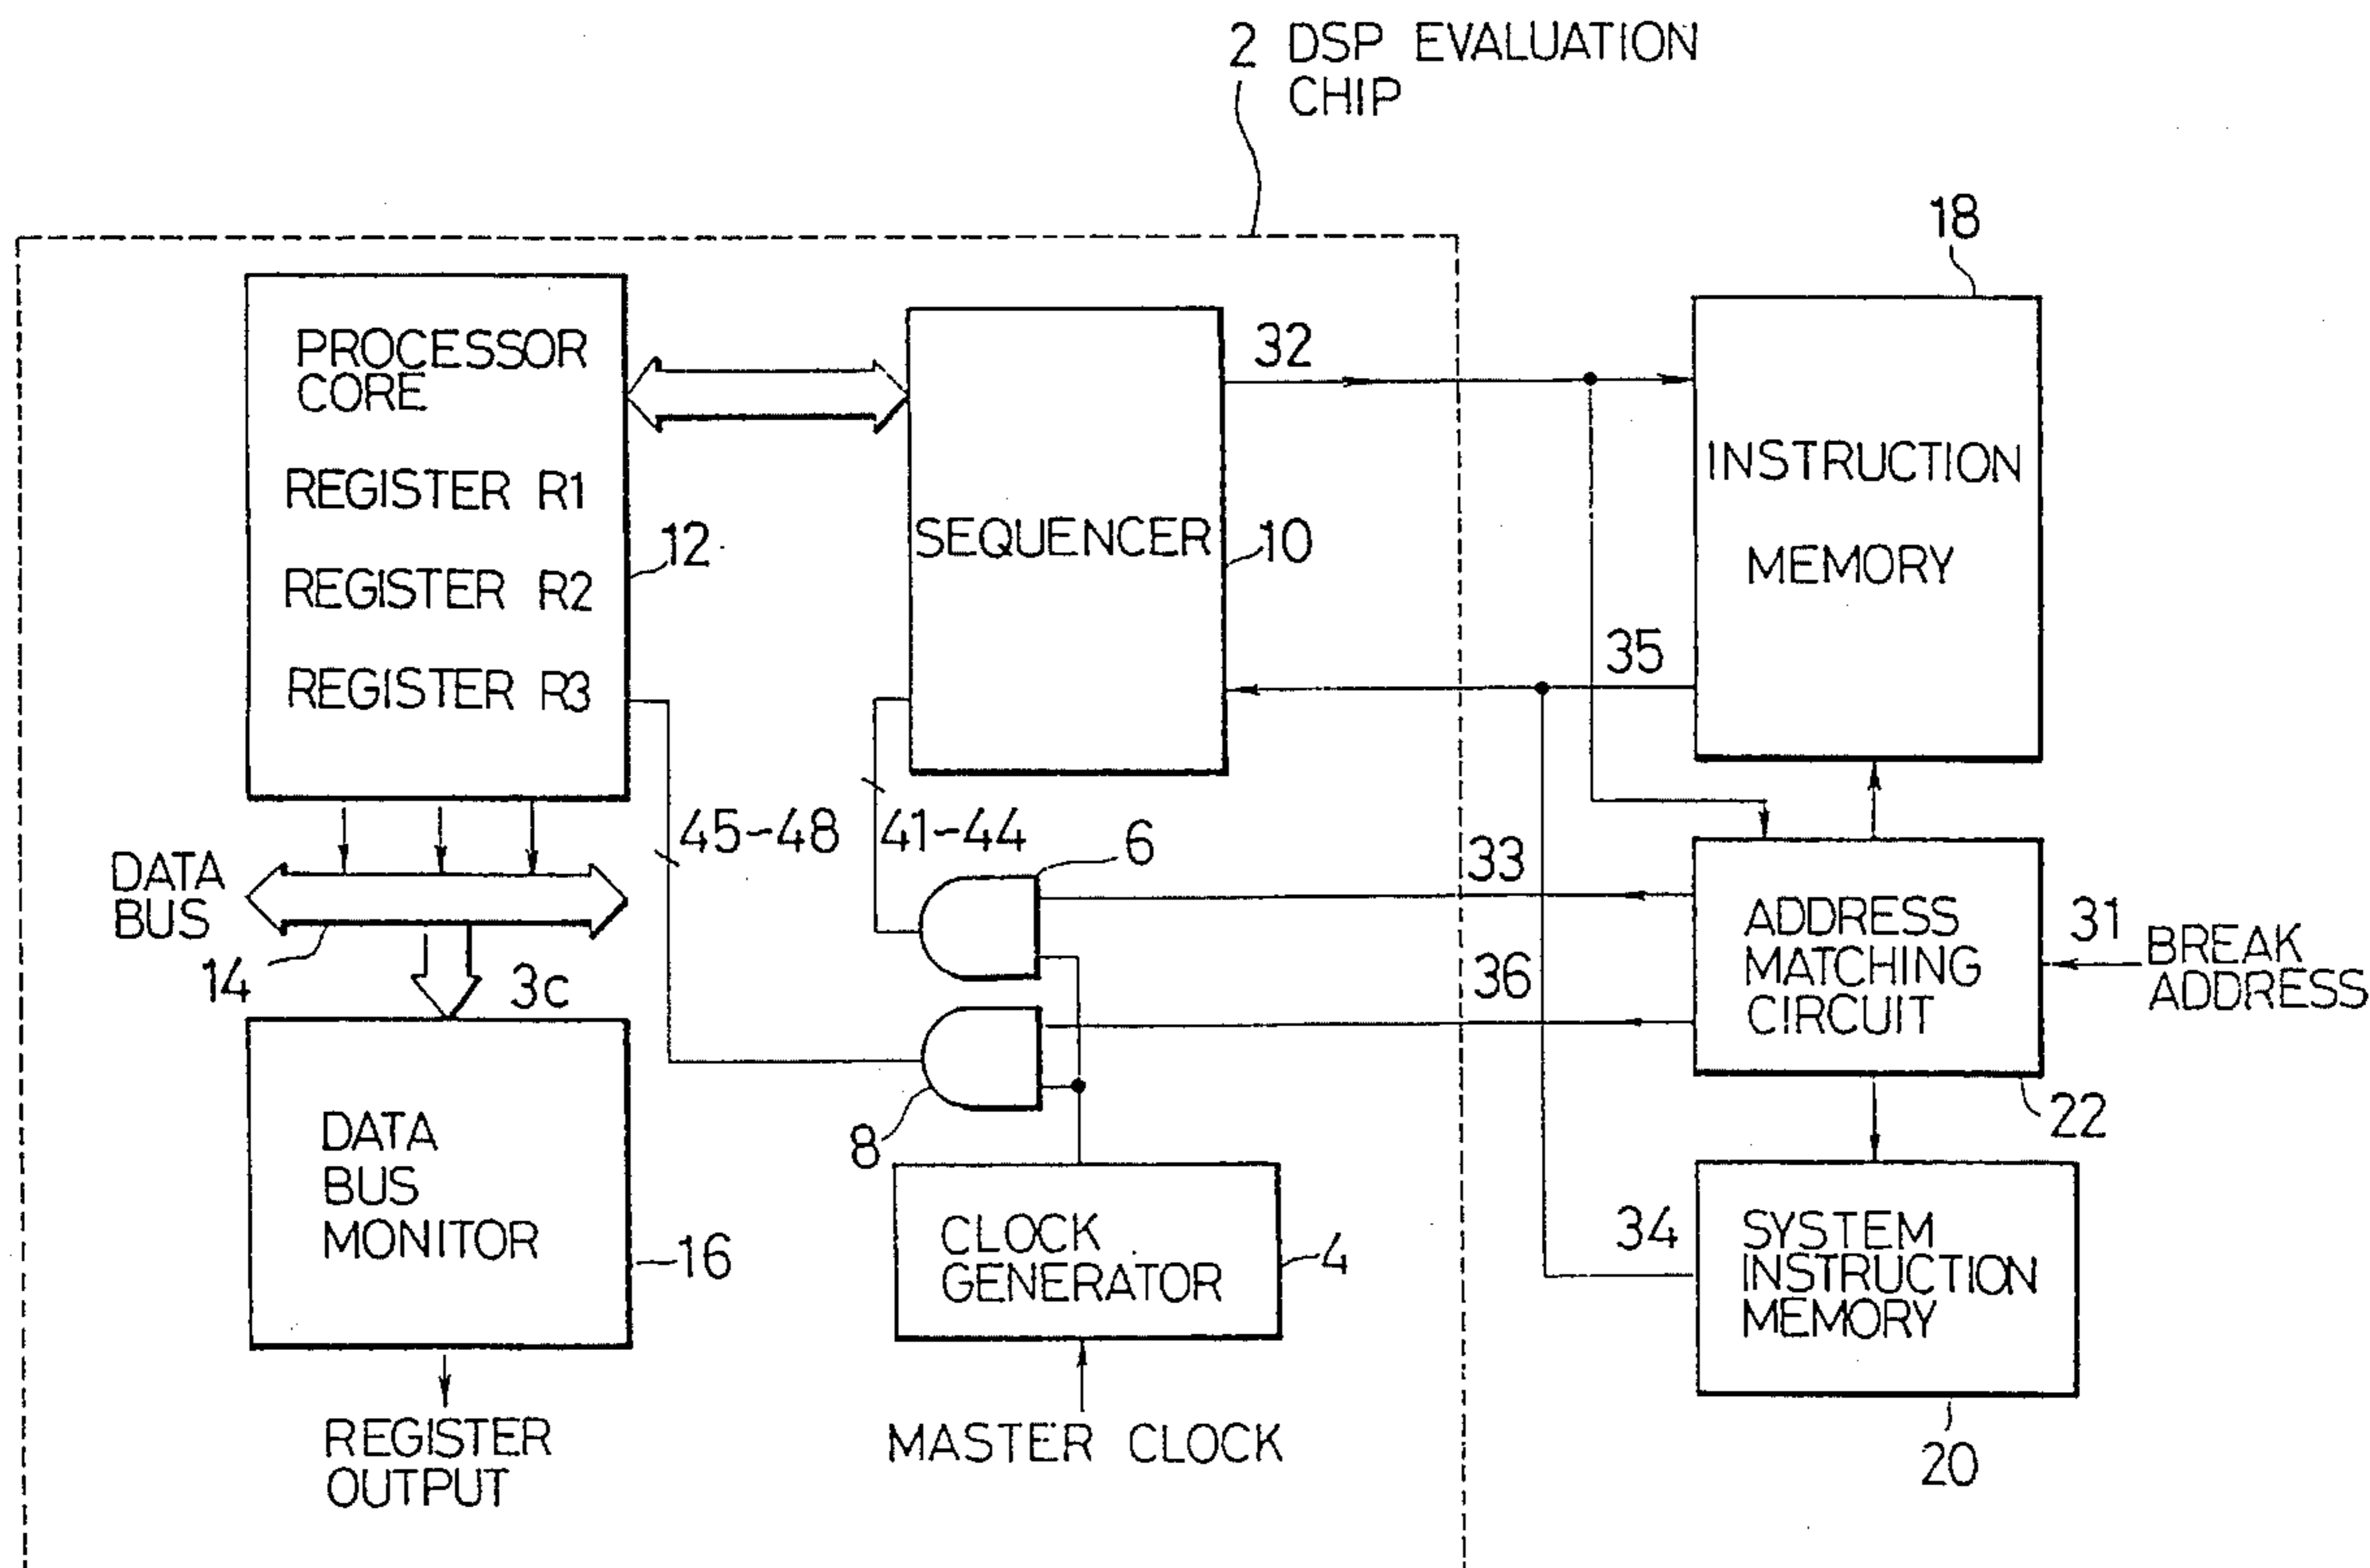 2 DSP EVALUATION
CHIP
18
PROCESSOR
CORE
REGISTER R1
REGISTER R2
REGISTER R3
12
SEQUENCER
10
32
INSTRUCTION
MEMORY
35
45-48
41-44
6
33
DATA
BUS
14
3c
36
ADDRESS
MATCHING
CIRCUIT
31
BREAK
ADDRESS
22
8
DATA
BUS
MONITOR
16
CLOCK
GENERATOR
4
34
SYSTEM
INSTRUCTION
MEMORY
20
REGISTER
OUTPUT
MASTER CLOCK